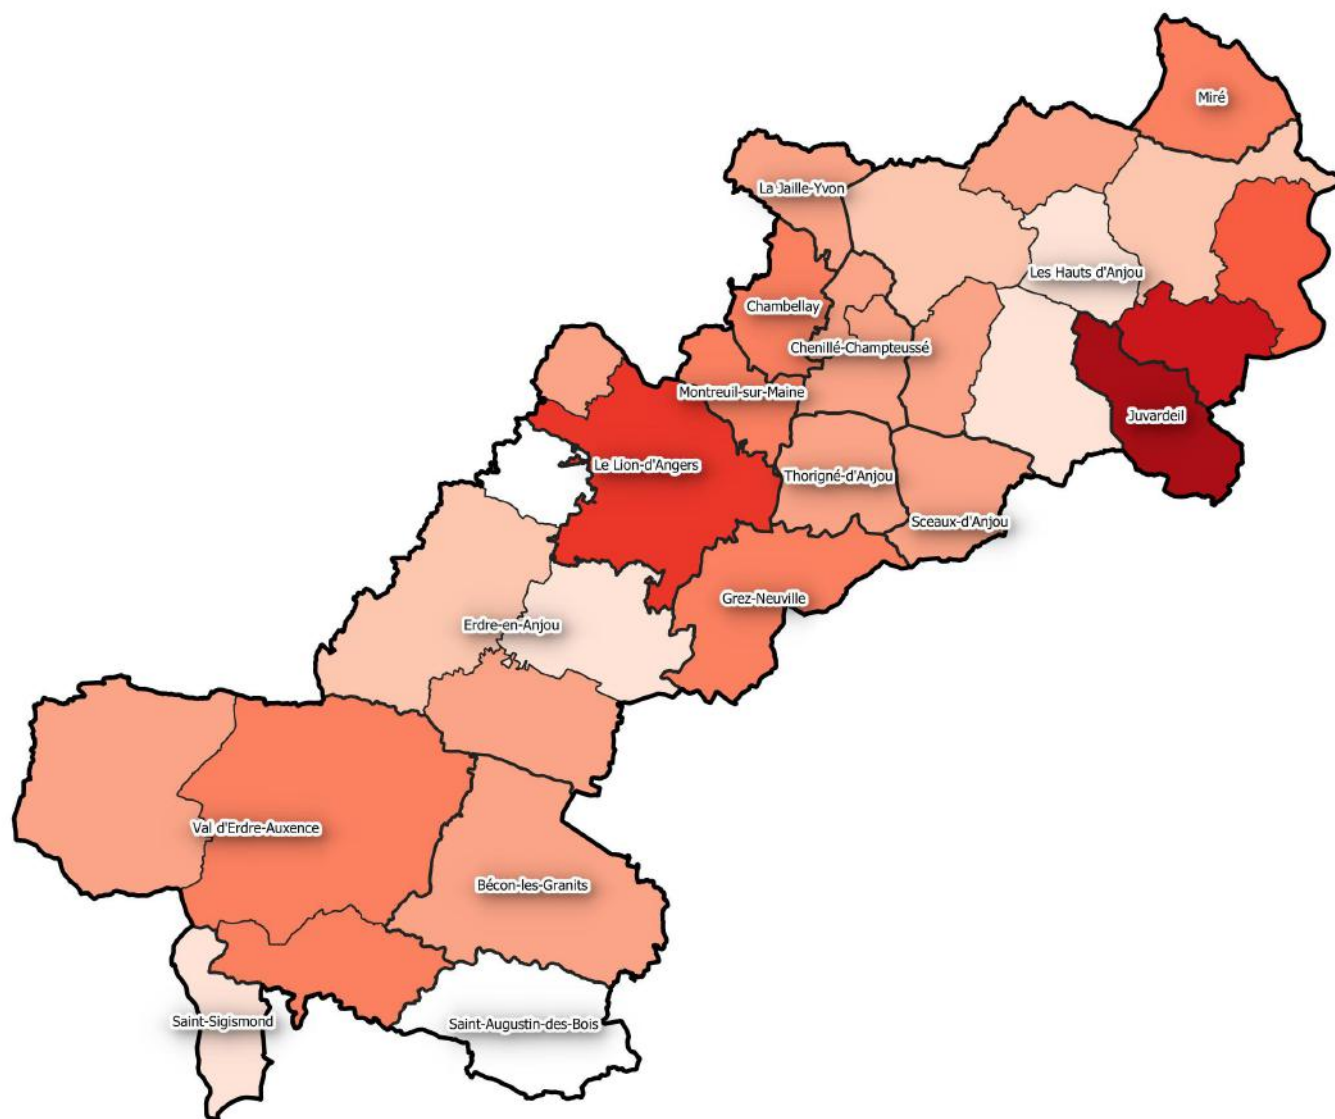 Miré
La Jaille-Yvon
Les Hauts d'Anjou
Chambellay
Chenillé-Champteussé
Montreuil-sur-Maine
Juvardeil
Le Lion-d'Angers
Thorigné-d'Anjou
Sceaux-d'Anjou
Grez-Neuville
Erdre-en-Anjou
Val d'Erdre-Auxence
Bécon-les-Granits
Saint-Sigismond
Saint-Augustin-des-Bois